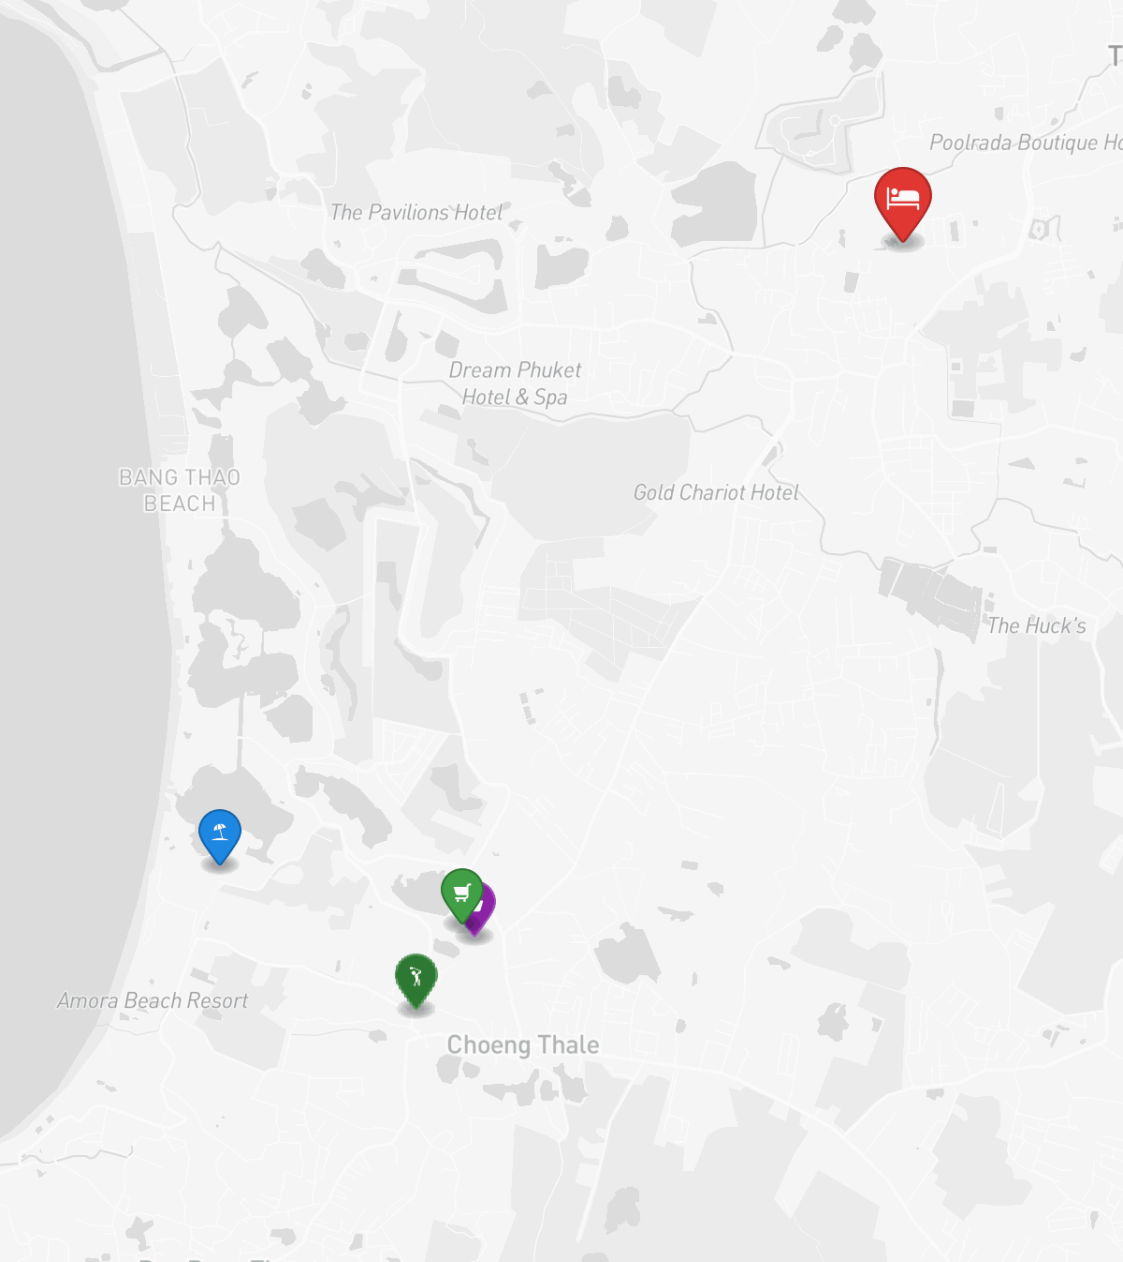 Poolrada Boutique
The Pavilions Hotel
Dream Phuket
Hotel & Spa
BANG THAO
BEACH
Gold Chariot Hotel
The Huck's
Amora Beach Resort
Choeng Thale